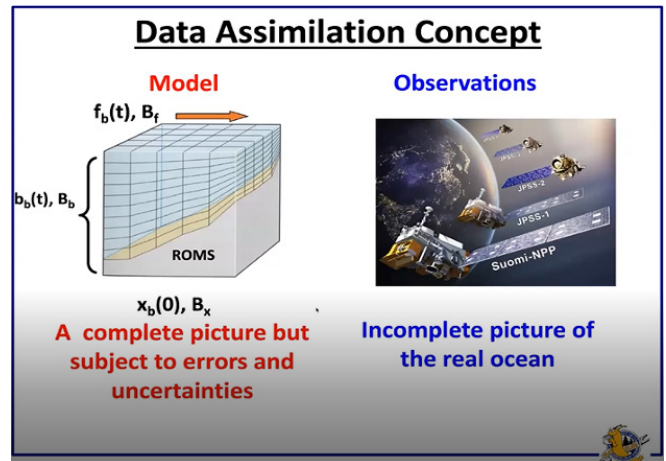 Data Assimilation Concept
Model
f_b(t), B_f
b_b(t), B_b
ROMS
x_b(0), B_x
A complete picture but
subject to errors and
uncertainties
Observations
JPSS-2
JPSS-1
Suomi-NPP
Incomplete picture of
the real ocean